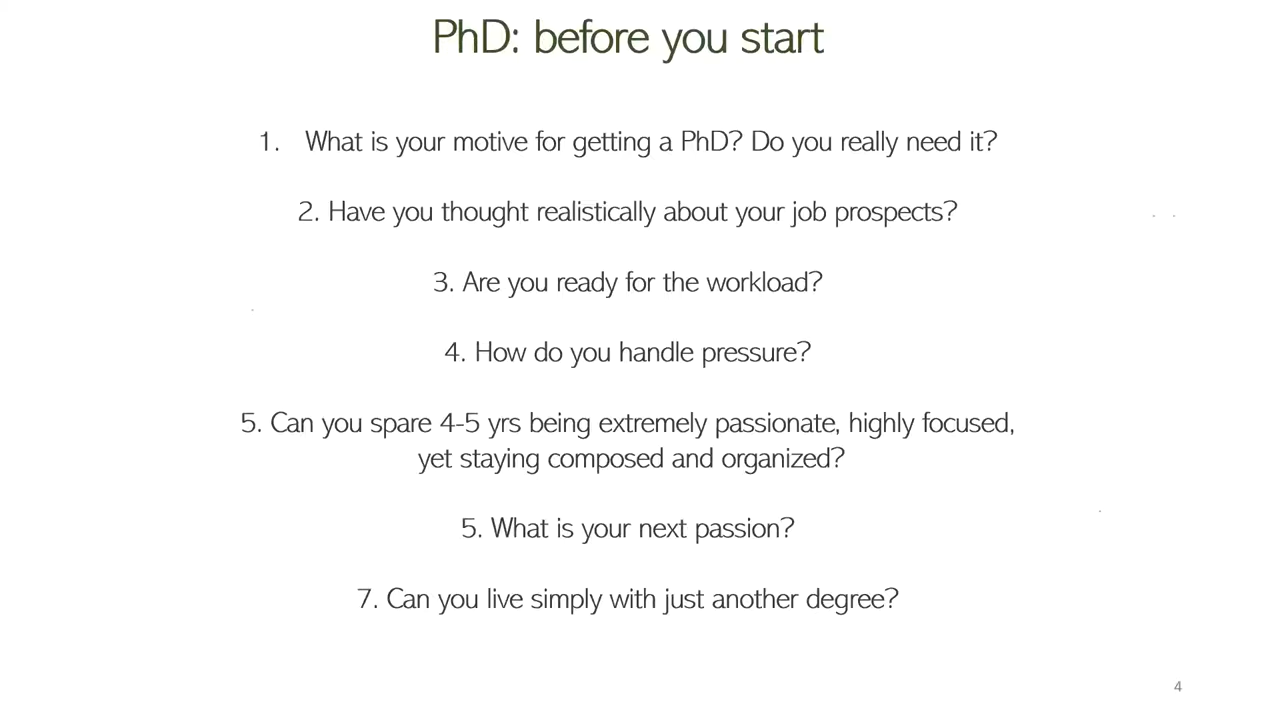 PhD: before you start
1. What is your motive for getting a PhD? Do you really need it?
2. Have you thought realistically about your job prospects?
3. Are you ready for the workload?
4. How do you handle pressure?
5. Can you spare 4-5 yrs being extremely passionate, highly focused,
yet staying composed and organized?
5. What is your next passion?
7. Can you live simply with just another degree?
4